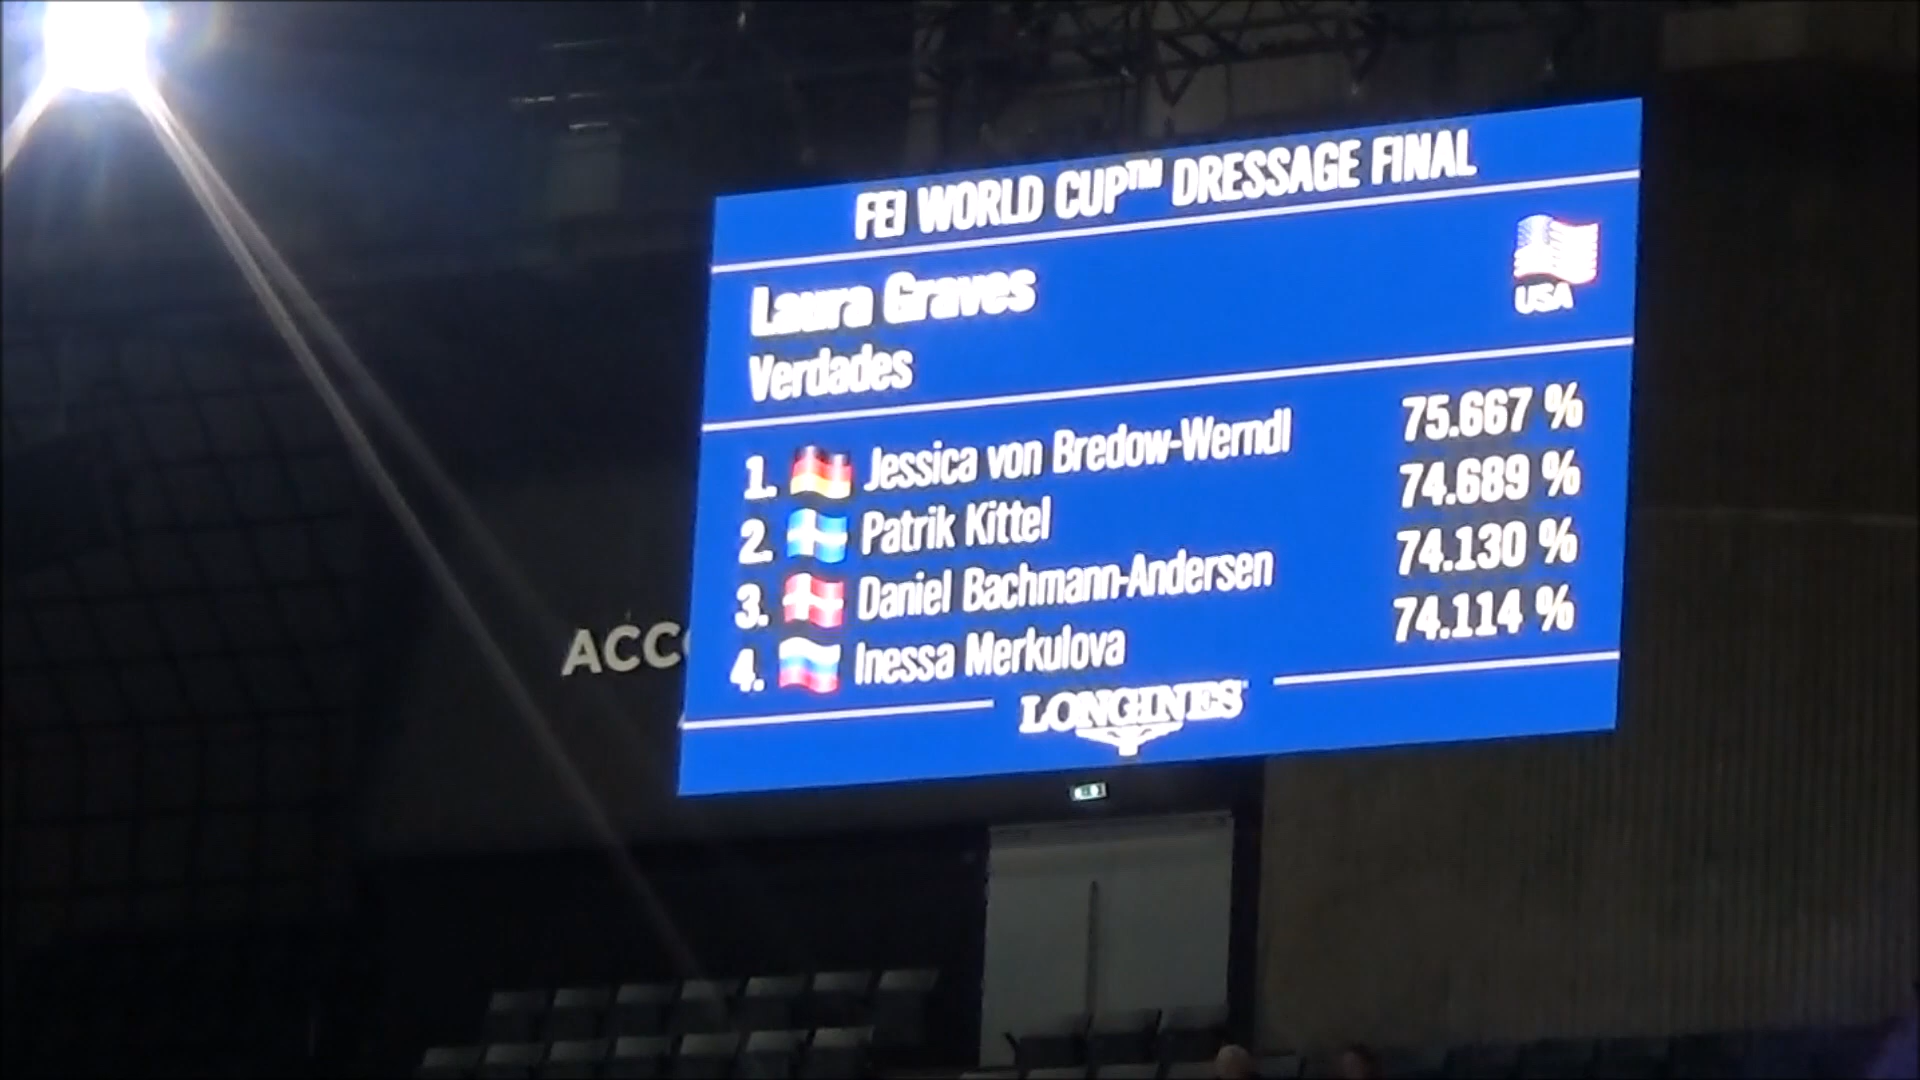 FEI WORLD CUP™ DRESSAGE FINAL
Laura Graves
USA
Verdades
1. Jessica von Bredow-Werndl 75.667 %
2. Patrik Kittel 74.689 %
3. Daniel Bachmann-Andersen 74.130 %
4. Inessa Merkulova 74.114 %
LONGINES
ACC